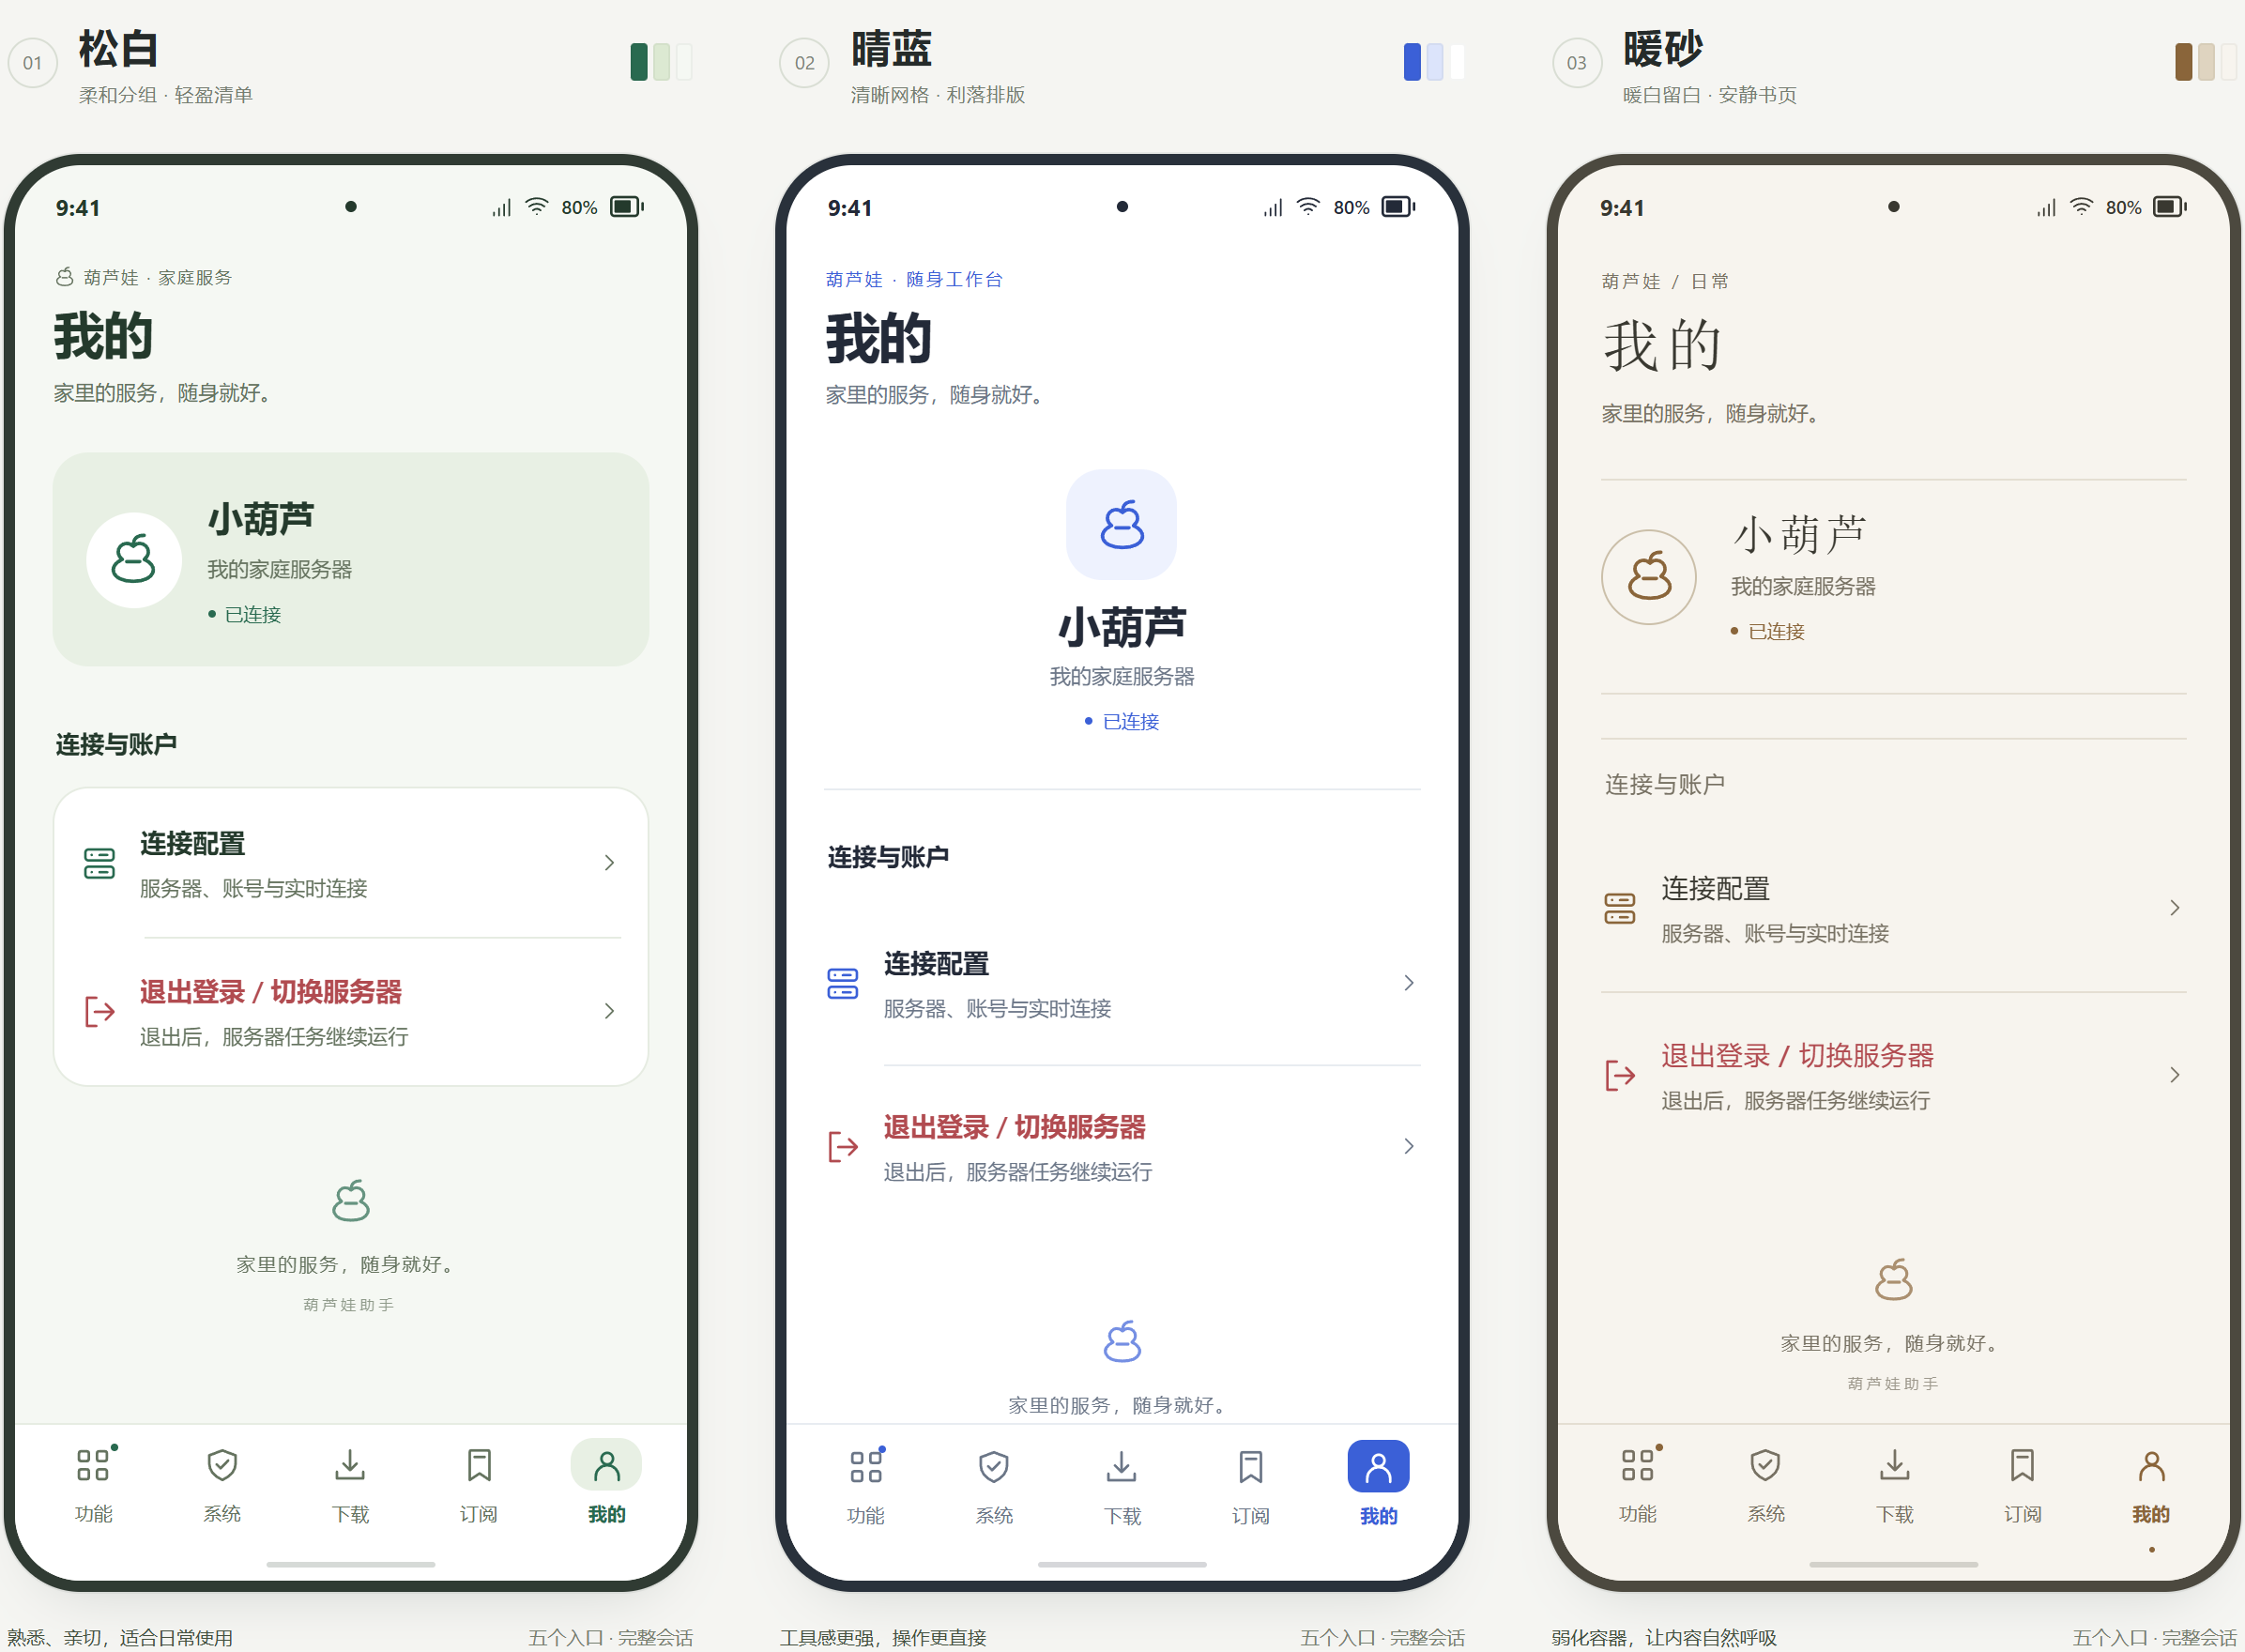 01
松白
柔和分组 · 轻盈清单
9:41
80%
葫芦娃 · 家庭服务
我的
家里的服务，随身就好。
小葫芦
我的家庭服务器
已连接
连接与账户
连接配置
服务器、账号与实时连接
退出登录 / 切换服务器
退出后，服务器任务继续运行
家里的服务，随身就好。
葫芦娃助手
功能
系统
下载
订阅
我的
熟悉、亲切，适合日常使用
五个入口 · 完整会话
02
晴蓝
清晰网格 · 利落排版
9:41
80%
葫芦娃 · 随身工作台
我的
家里的服务，随身就好。
小葫芦
我的家庭服务器
已连接
连接与账户
连接配置
服务器、账号与实时连接
退出登录 / 切换服务器
退出后，服务器任务继续运行
家里的服务，随身就好。
功能
系统
下载
订阅
我的
工具感更强，操作更直接
五个入口 · 完整会话
03
暖砂
暖白留白 · 安静书页
9:41
80%
葫芦娃 / 日常
我的
家里的服务，随身就好。
小葫芦
我的家庭服务器
已连接
连接与账户
连接配置
服务器、账号与实时连接
退出登录 / 切换服务器
退出后，服务器任务继续运行
家里的服务，随身就好。
葫芦娃助手
功能
系统
下载
订阅
我的
弱化容器，让内容自然呼吸
五个入口 · 完整会话